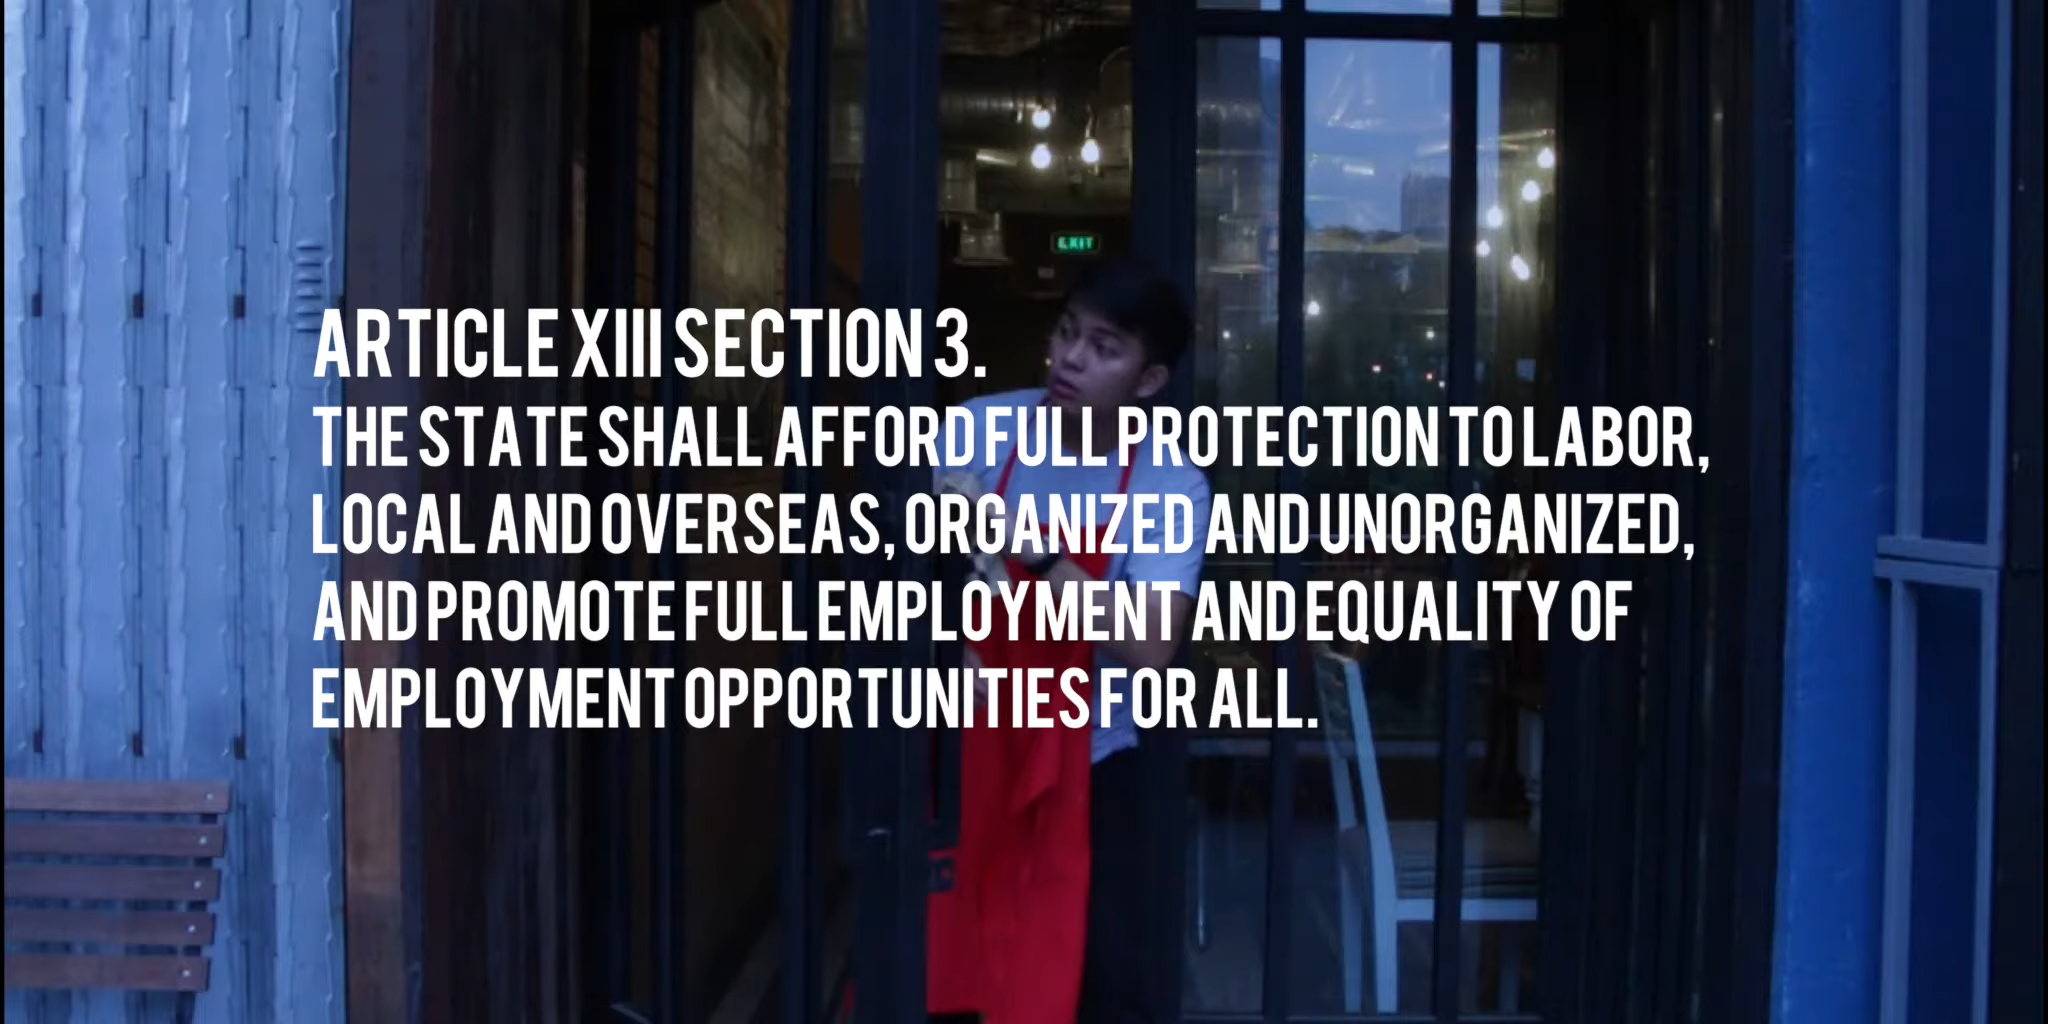 EXIT
ARTICLE XIII SECTION 3.
THE STATE SHALL AFFORD FULL PROTECTION TO LABOR,
LOCAL AND OVERSEAS, ORGANIZED AND UNORGANIZED,
AND PROMOTE FULL EMPLOYMENT AND EQUALITY OF
EMPLOYMENT OPPORTUNITIES FOR ALL.